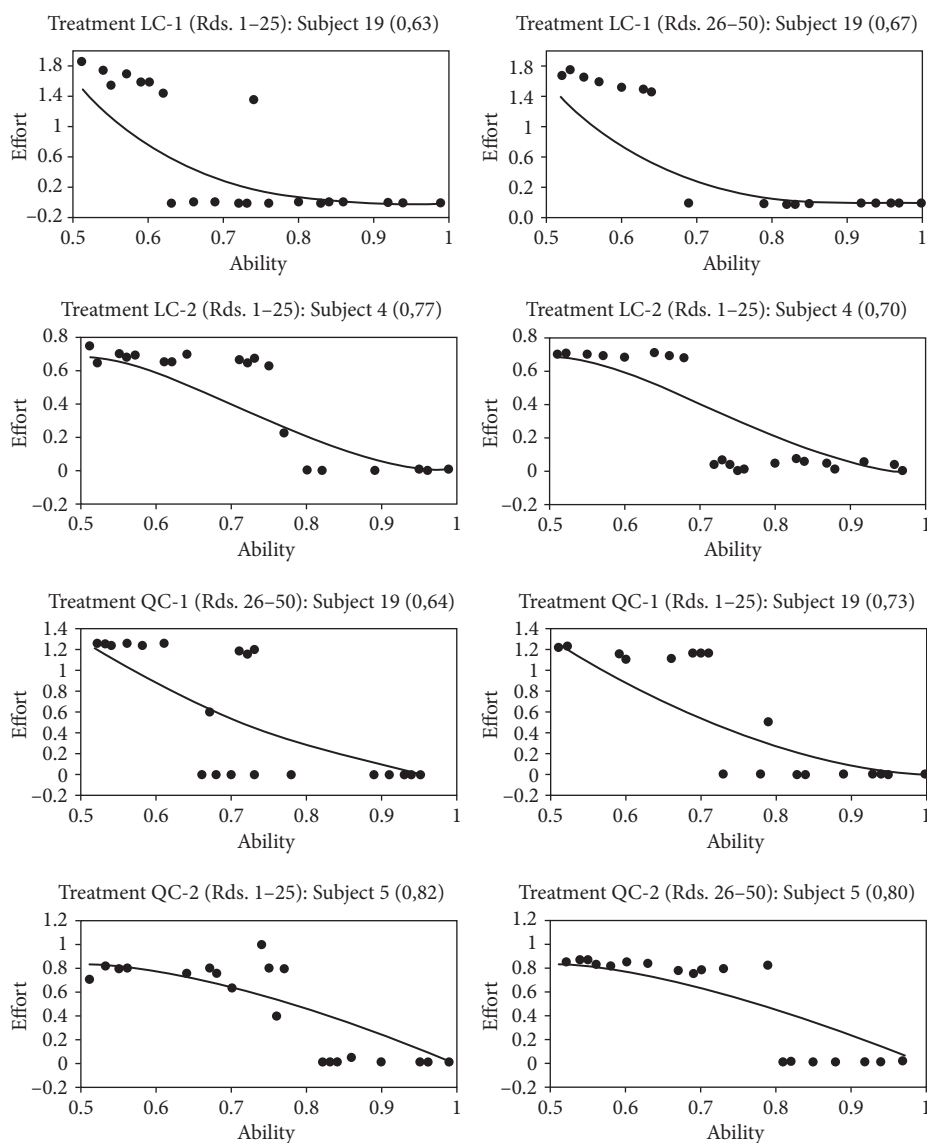 Treatment LC-1 (Rds. 1–25): Subject 19 (0,63)
1.8
1.4
1
0.6
0.2
−0.2
Effort
0.5 0.6 0.7 0.8 0.9 1
Ability
Treatment LC-1 (Rds. 26–50): Subject 19 (0,67)
1.8
1.4
1
0.6
0.2
0.0
Effort
0.5 0.6 0.7 0.8 0.9 1
Ability
Treatment LC-2 (Rds. 1–25): Subject 4 (0,77)
0.8
0.6
0.4
0.2
0
−0.2
Effort
0.5 0.6 0.7 0.8 0.9 1
Ability
Treatment LC-2 (Rds. 1–25): Subject 4 (0,70)
0.8
0.6
0.4
0.2
0
−0.2
Effort
0.5 0.6 0.7 0.8 0.9 1
Ability
Treatment QC-1 (Rds. 26–50): Subject 19 (0,64)
1.4
1.2
1
0.8
0.6
0.4
0.2
0
−0.2
Effort
0.5 0.6 0.7 0.8 0.9 1
Ability
Treatment QC-1 (Rds. 1–25): Subject 19 (0,73)
1.4
1.2
1
0.8
0.6
0.4
0.2
0
−0.2
Effort
0.5 0.6 0.7 0.8 0.9 1
Ability
Treatment QC-2 (Rds. 1–25): Subject 5 (0,82)
1.2
1
0.8
0.6
0.4
0.2
0
−0.2
Effort
0.5 0.6 0.7 0.8 0.9 1
Ability
Treatment QC-2 (Rds. 26–50): Subject 5 (0,80)
1.2
1
0.8
0.6
0.4
0.2
0
−0.2
Effort
0.5 0.6 0.7 0.8 0.9 1
Ability